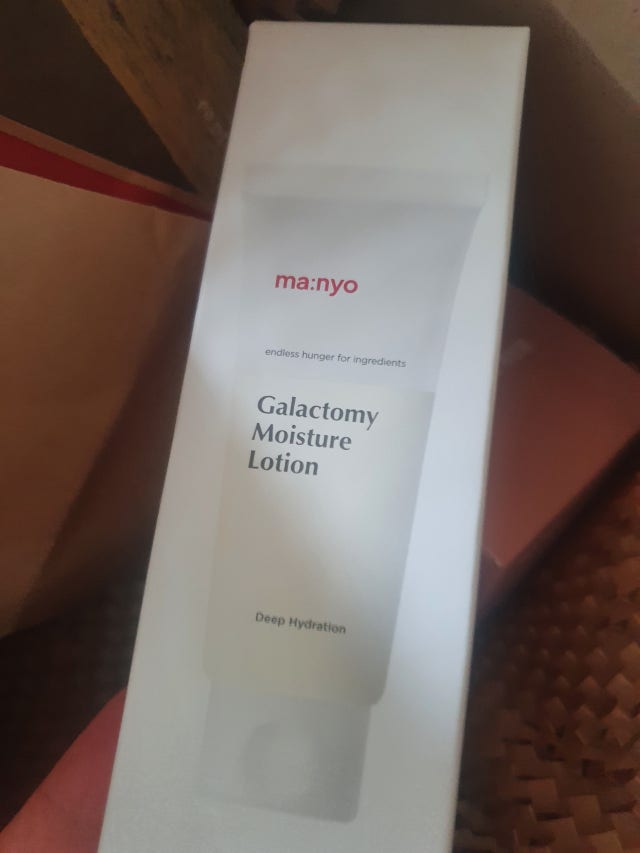 ma:nyo
endless hunger for ingredients
Galactomy
Moisture
Lotion
Deep Hydration